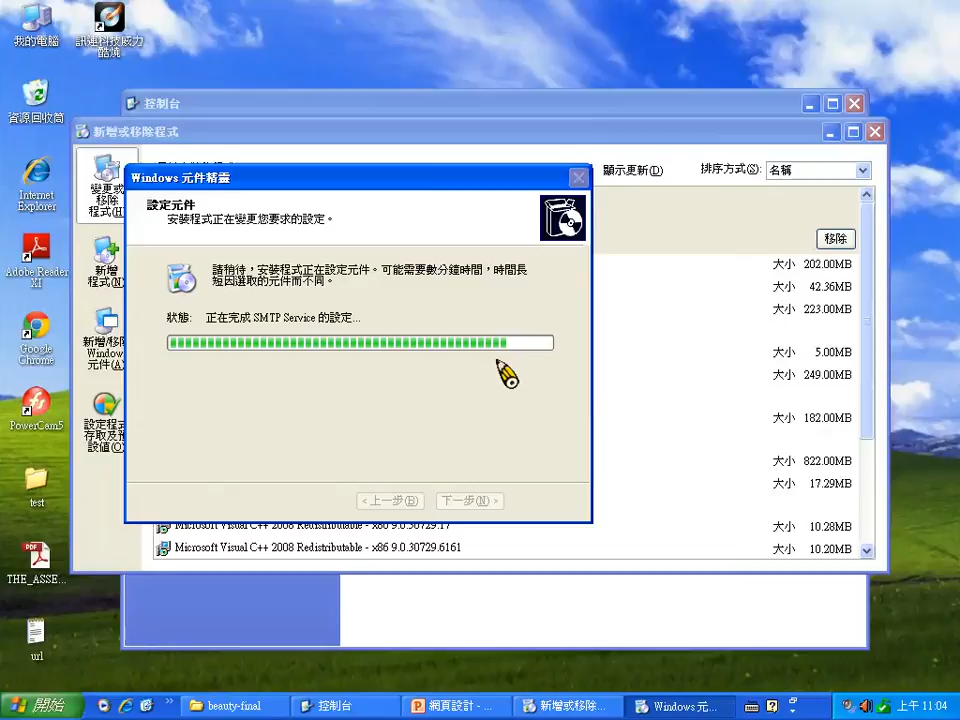 我的電腦
訊連科技威力
酷燒
資源回收筒
Internet
Explorer
Adobe Reader
XI
Google
Chrome
PowerCam5
test
THE_ASSE...
url
控制台
新增或移除程式
變更或
移除
程式(H)
新增
程式(N)
新增/移除
Windows
元件(A)
設定程式
存取及預
設值(O)
顯示更新(D)
排序方式(S):
名稱
移除
大小 202.00MB
大小 42.36MB
大小 223.00MB
大小 5.00MB
大小 249.00MB
大小 182.00MB
大小 822.00MB
大小 17.29MB
Microsoft Visual C++ 2008 Redistributable - x86 9.0.30729.17
大小 10.28MB
Microsoft Visual C++ 2008 Redistributable - x86 9.0.30729.6161
大小 10.20MB
Windows 元件精靈
設定元件
安裝程式正在變更您要求的設定。
請稍待，安裝程式正在設定元件。可能需要數分鐘時間，時間長
短因選取的元件而不同。
狀態: 正在完成 SMTP Service 的設定...
< 上一步(B)
下一步(N) >
開始
beauty-final
控制台
網頁設計 - ...
新增或移除...
Windows 元...
上午 11:04